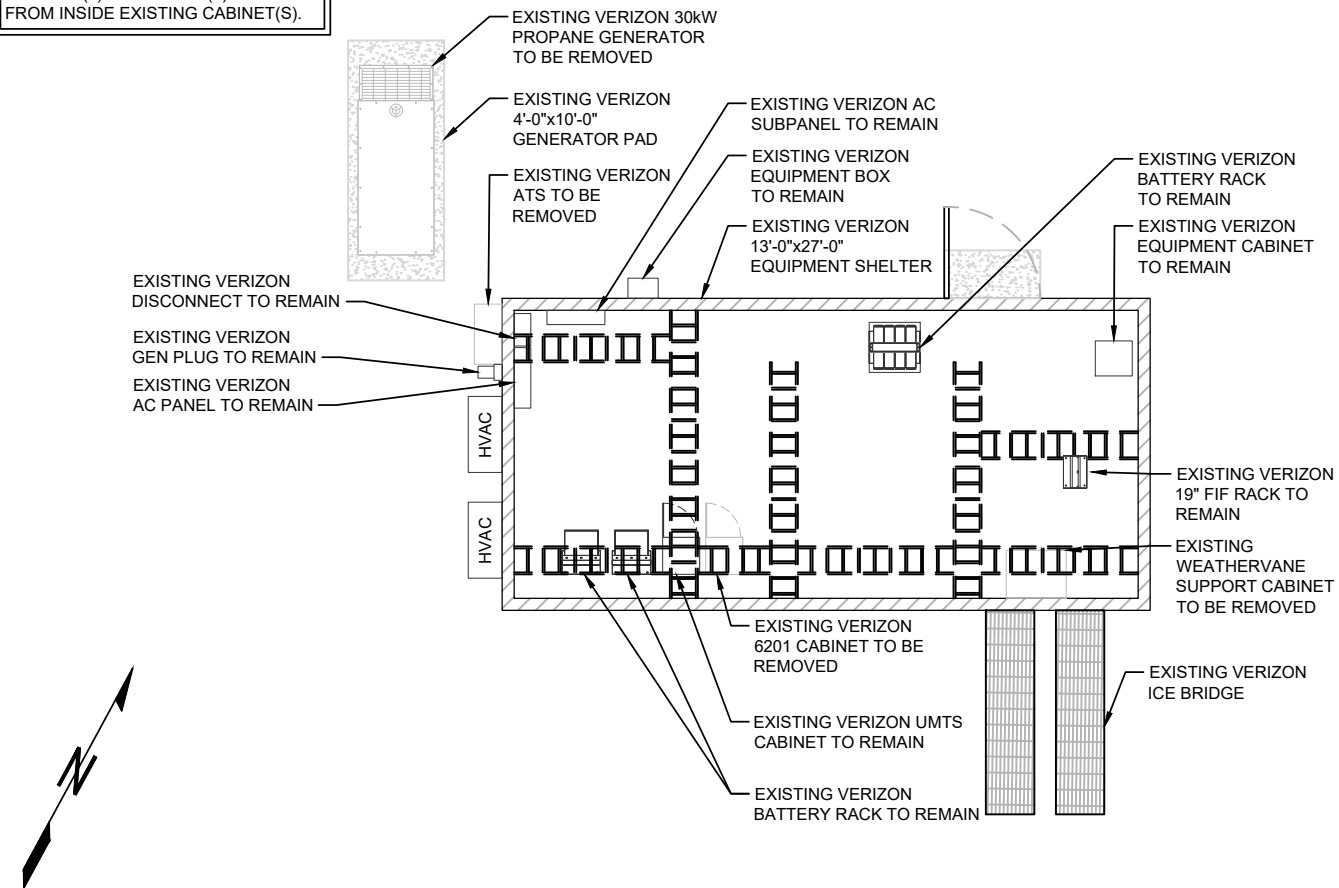 FROM INSIDE EXISTING CABINET(S).
EXISTING VERIZON 30kW
PROPANE GENERATOR
TO BE REMOVED
EXISTING VERIZON
4'-0"x10'-0"
GENERATOR PAD
EXISTING VERIZON AC
SUBPANEL TO REMAIN
EXISTING VERIZON
EQUIPMENT BOX
TO REMAIN
EXISTING VERIZON
BATTERY RACK
TO REMAIN
EXISTING VERIZON
ATS TO BE
REMOVED
EXISTING VERIZON
13'-0"x27'-0"
EQUIPMENT SHELTER
EXISTING VERIZON
EQUIPMENT CABINET
TO REMAIN
EXISTING VERIZON
DISCONNECT TO REMAIN
EXISTING VERIZON
GEN PLUG TO REMAIN
EXISTING VERIZON
AC PANEL TO REMAIN
HVAC
HVAC
EXISTING VERIZON
19" FIF RACK TO
REMAIN
EXISTING
WEATHERVANE
SUPPORT CABINET
TO BE REMOVED
EXISTING VERIZON
6201 CABINET TO BE
REMOVED
EXISTING VERIZON
ICE BRIDGE
EXISTING VERIZON UMTS
CABINET TO REMAIN
EXISTING VERIZON
BATTERY RACK TO REMAIN
N